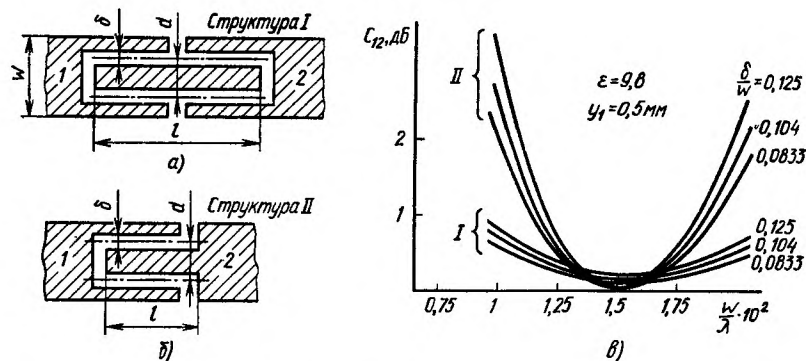 Структура I
δ
d
W
1
2
l
а)
Структура II
δ
d
1
2
l
б)
C₁₂, дБ
II
ε = 9,8
y₁ = 0,5 мм
δ/w = 0,125
0,104
0,0833
2
1
I
0,125
0,104
0,0833
0,75
1
1,25
1,5
1,75
w/λ · 10²
в)